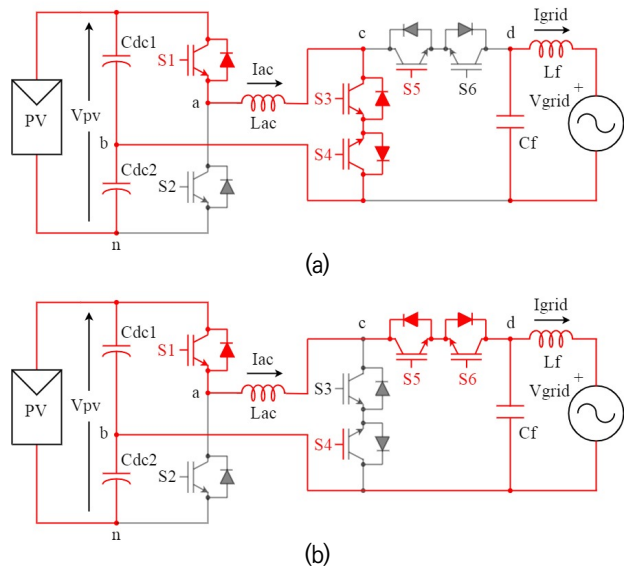 Cdc1
S1
c
d
Igrid
Iac
S5
S6
Lf
PV
Vpv
a
Lac
S3
Vgrid
+
b
Cdc2
S2
S4
Cf
n
(a)
Cdc1
S1
c
d
Igrid
Iac
S5
S6
Lf
PV
Vpv
a
Lac
S3
Vgrid
+
b
Cdc2
S2
S4
Cf
n
(b)